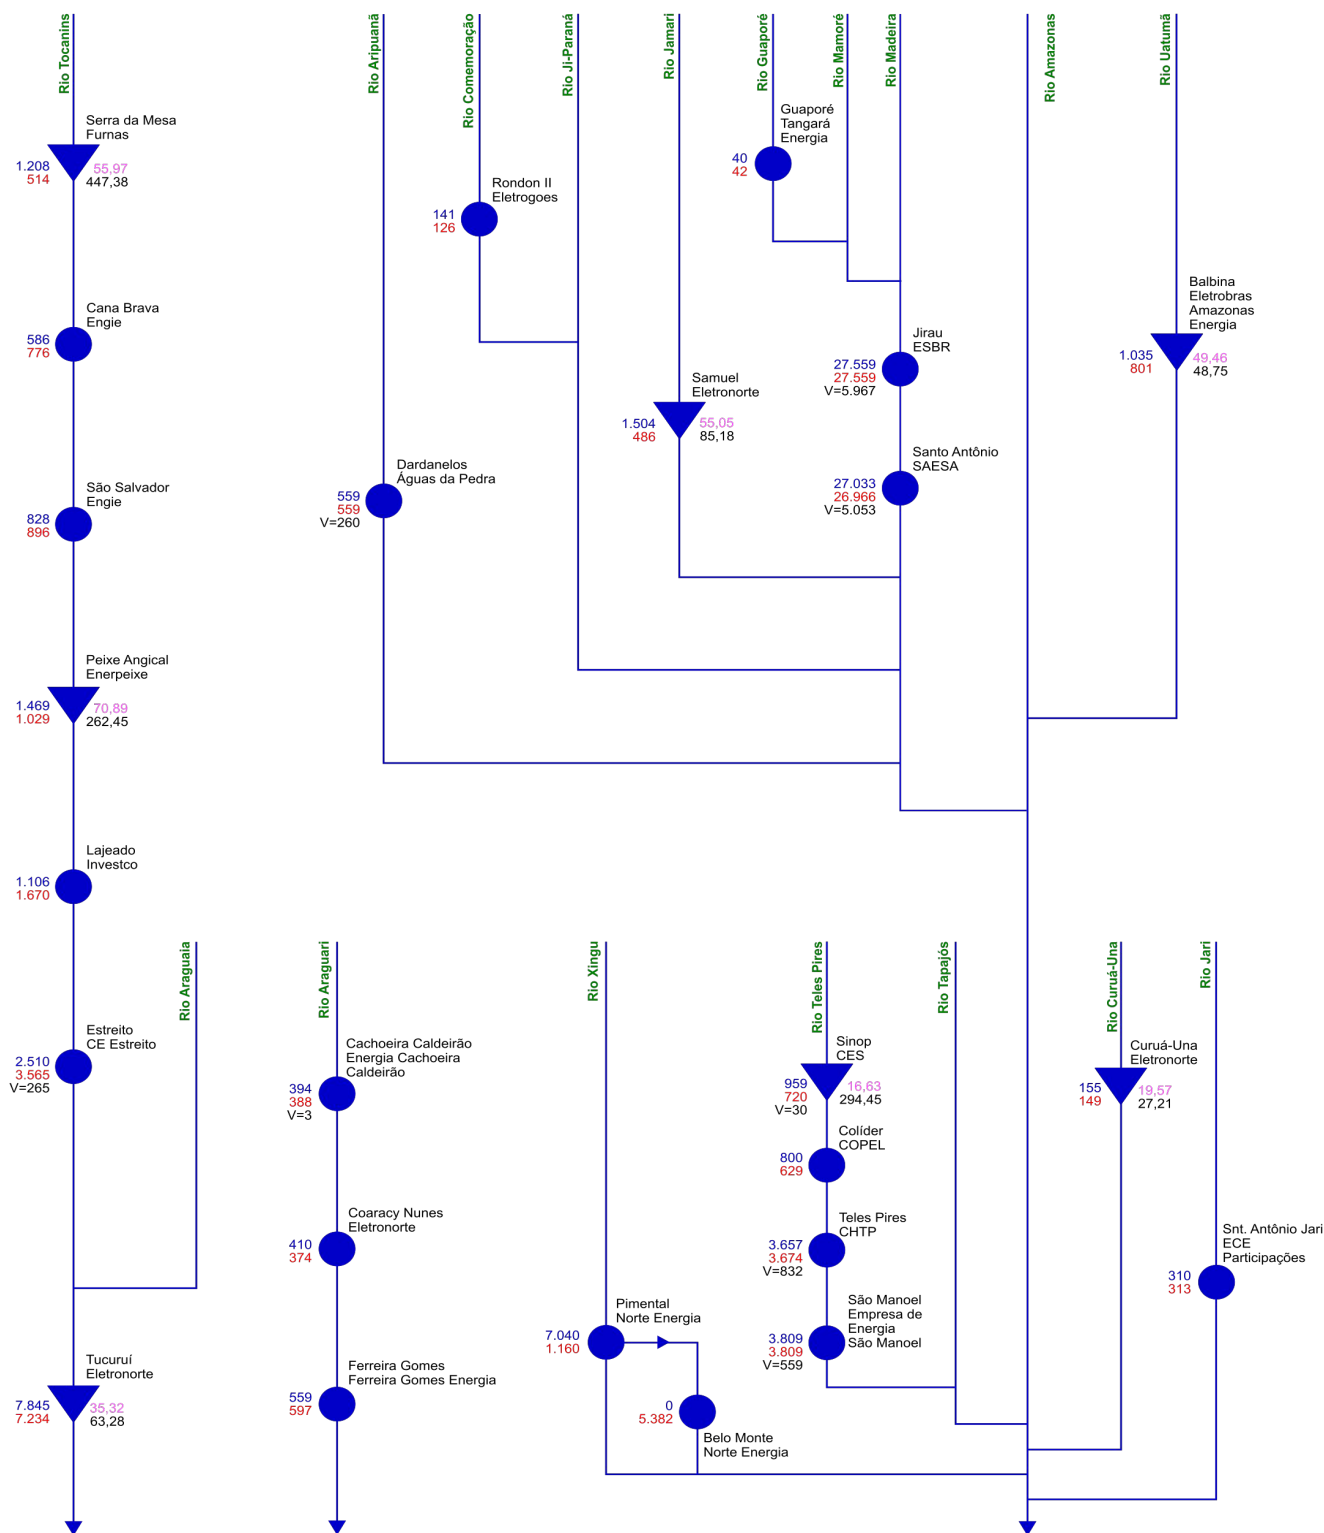 Rio Tocanins
Serra da Mesa
Furnas
1.208
514
55,97
447,38
Cana Brava
Engie
586
776
São Salvador
Engie
828
896
Peixe Angical
Enerpeixe
1.469
1.029
70,89
262,45
Lajeado
Investco
1.106
1.670
Rio Araguaia
Estreito
CE Estreito
2.510
3.565
V=265
Tucuruí
Eletronorte
7.845
7.234
35,32
63,28
Rio Aripuanã
Dardanelos
Águas da Pedra
559
559
V=260
Rio Comemoração
Rondon II
Eletrogoes
141
126
Rio Ji-Paraná
Rio Jamari
Samuel
Eletronorte
1.504
486
55,05
85,18
Rio Guaporé
Guaporé
Tangará
Energia
40
42
Rio Mamoré
Rio Madeira
Jirau
ESBR
27.559
27.559
V=5.967
Santo Antônio
SAESA
27.033
26.966
V=5.053
Rio Amazonas
Rio Uatumã
Balbina
Eletrobras
Amazonas
Energia
1.035
801
49,46
48,75
Rio Araguari
Cachoeira Caldeirão
Energia Cachoeira
Caldeirão
394
388
V=3
Coaracy Nunes
Eletronorte
410
374
Ferreira Gomes
Ferreira Gomes Energia
559
597
Rio Xingu
Pimental
Norte Energia
7.040
1.160
0
5.382
Belo Monte
Norte Energia
Rio Teles Pires
Sinop
CES
959
720
V=30
16,63
294,45
Colíder
COPEL
800
629
Teles Pires
CHTP
3.657
3.674
V=832
São Manoel
Empresa de
Energia
São Manoel
3.809
3.809
V=559
Rio Tapajós
Rio Curuá-Una
Curuá-Una
Eletronorte
155
149
19,57
27,21
Rio Jari
Snt. Antônio Jari
ECE
Participações
310
313